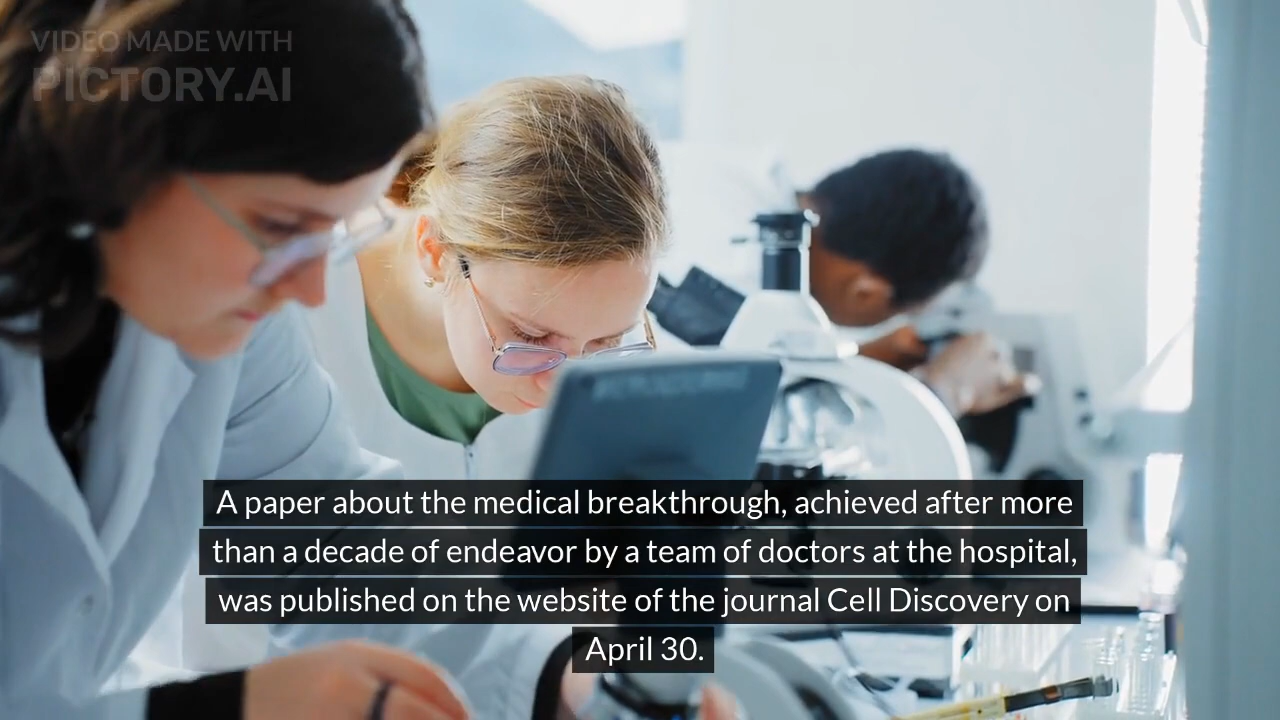 VIDEO MADE WITH
PICTORY.AI
A paper about the medical breakthrough, achieved after more
than a decade of endeavor by a team of doctors at the hospital,
was published on the website of the journal Cell Discovery on
April 30.